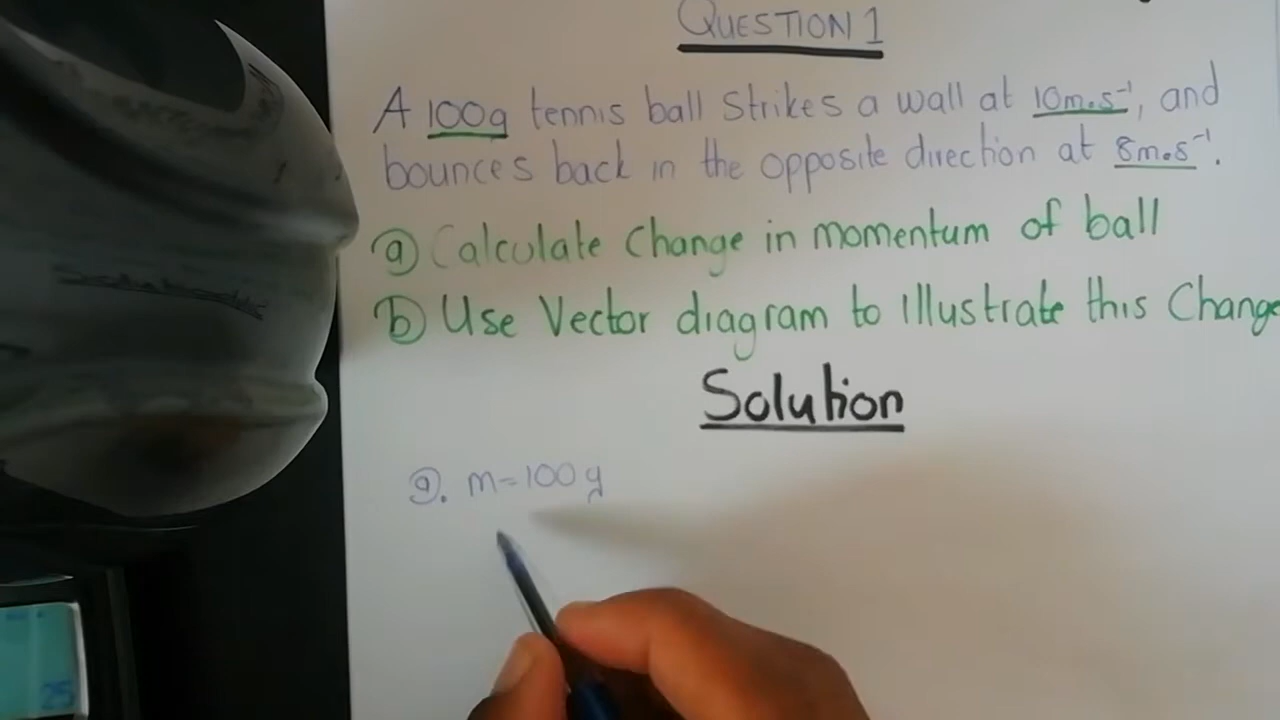 QUESTION 1
A 100g tennis ball Strikes a wall at 10m.s⁻¹, and
bounces back in the opposite direction at 8m.s⁻¹.
a Calculate Change in momentum of ball
b Use Vector diagram to Illustrate this Change
Solution
a. m=100g
25